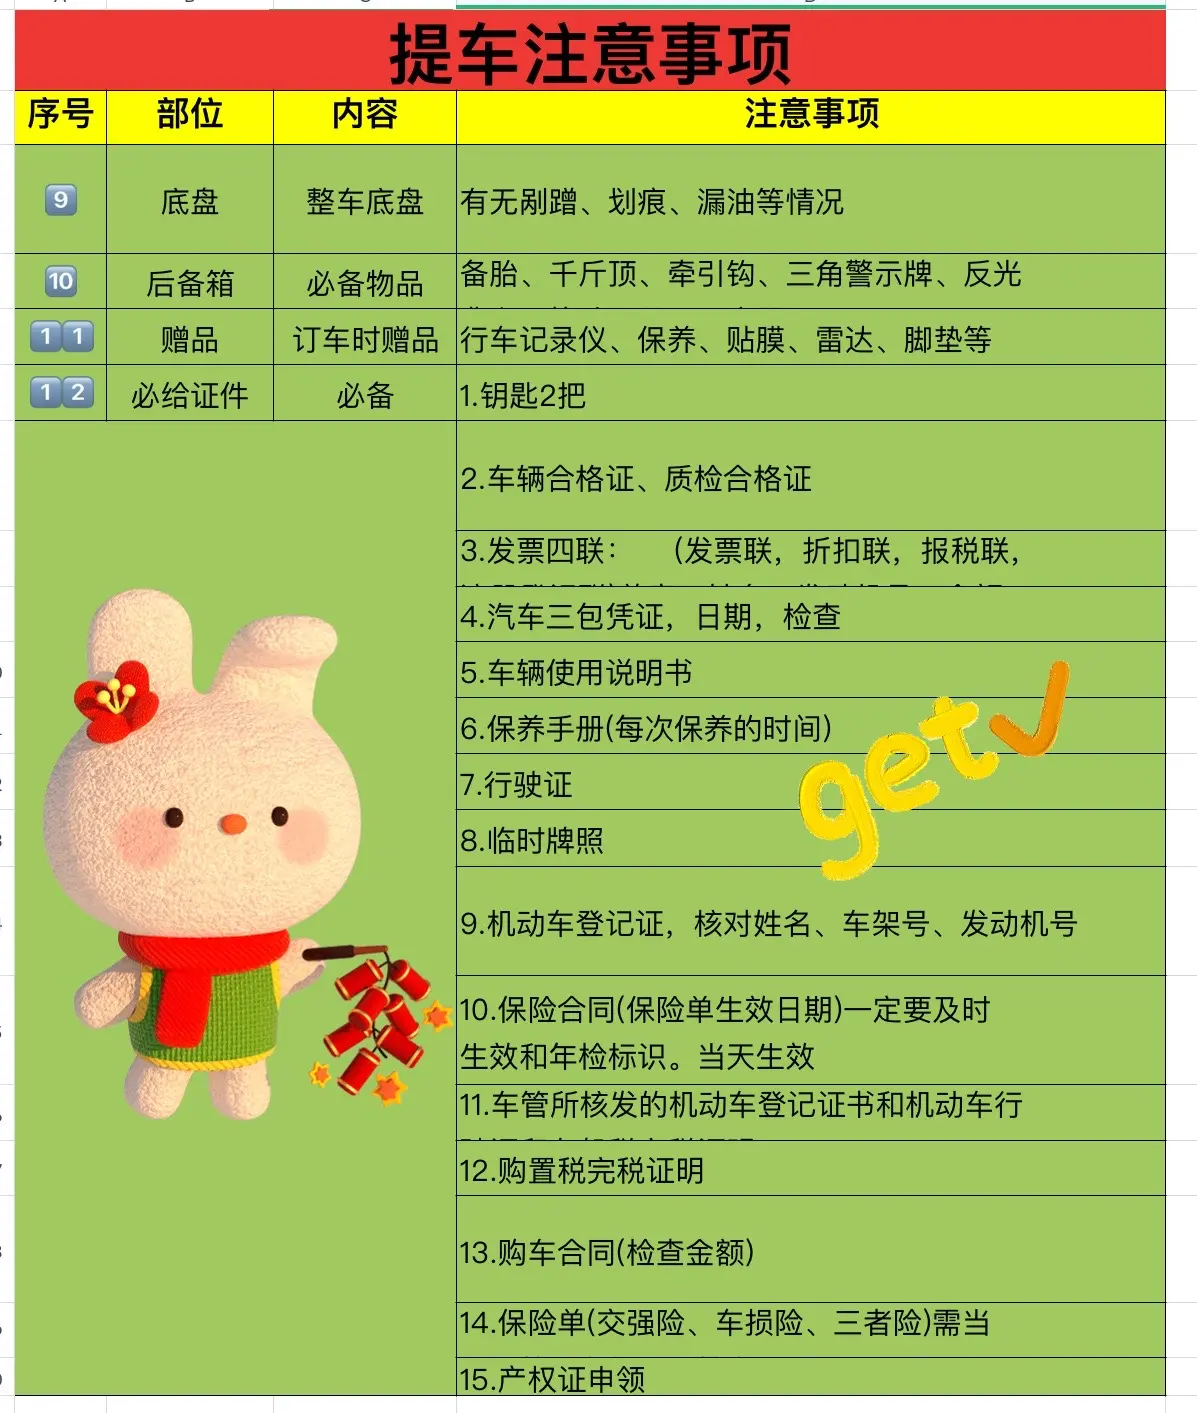 提车注意事项
序号 部位 内容 注意事项
9 底盘 整车底盘 有无剐蹭、划痕、漏油等情况
10 后备箱 必备物品 备胎、千斤顶、牵引钩、三角警示牌、反光
11 赠品 订车时赠品 行车记录仪、保养、贴膜、雷达、脚垫等
12 必给证件 必备 1.钥匙2把
2.车辆合格证、质检合格证
3.发票四联： （发票联，折扣联，报税联，
4.汽车三包凭证，日期，检查
5.车辆使用说明书
6.保养手册(每次保养的时间)
7.行驶证
8.临时牌照
get✓
9.机动车登记证，核对姓名、车架号、发动机号
10.保险合同(保险单生效日期)一定要及时
生效和年检标识。当天生效
11.车管所核发的机动车登记证书和机动车行
12.购置税完税证明
13.购车合同(检查金额)
14.保险单(交强险、车损险、三者险)需当
15.产权证申领